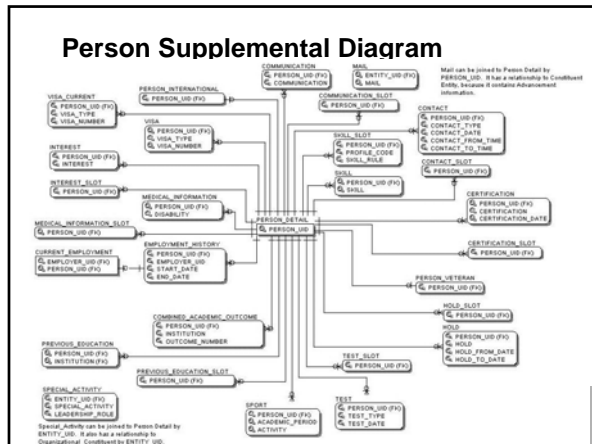 Person Supplemental Diagram
COMMUNICATION
PERSON_UID (FK)
COMMUNICATION
MAIL
ENTITY_UID (FK)
MAIL
Mail can be joined to Person Detail by
PERSON_UID. It has a relationship to Constituent
Entity, because it contains Advancement
information.
VISA_CURRENT
PERSON_UID (FK)
VISA_TYPE
VISA_NUMBER
PERSON_INTERNATIONAL
PERSON_UID (FK)
COMMUNICATION_SLOT
PERSON_UID (FK)
CONTACT
PERSON_UID (FK)
CONTACT_TYPE
CONTACT_DATE
CONTACT_FROM_TIME
CONTACT_TO_TIME
VISA
PERSON_UID (FK)
VISA_TYPE
VISA_NUMBER
SKILL_SLOT
PERSON_UID (FK)
PROFILE_CODE
SKILL_RULE
INTEREST
PERSON_UID (FK)
INTEREST
CONTACT_SLOT
PERSON_UID (FK)
SKILL
PERSON_UID (FK)
SKILL
INTEREST_SLOT
PERSON_UID (FK)
MEDICAL_INFORMATION
PERSON_UID (FK)
DISABILITY
CERTIFICATION
PERSON_UID (FK)
CERTIFICATION
CERTIFICATION_DATE
MEDICAL_INFORMATION_SLOT
PERSON_UID (FK)
PERSON_DETAIL
PERSON_UID
CURRENT_EMPLOYMENT
EMPLOYER_UID (FK)
PERSON_UID (FK)
EMPLOYMENT_HISTORY
PERSON_UID (FK)
EMPLOYER_UID
START_DATE
END_DATE
CERTIFICATION_SLOT
PERSON_UID (FK)
PERSON_VETERAN
PERSON_UID (FK)
HOLD_SLOT
PERSON_UID (FK)
COMBINED_ACADEMIC_OUTCOME
PERSON_UID (FK)
INSTITUTION
OUTCOME_NUMBER
HOLD
PERSON_UID (FK)
HOLD
HOLD_FROM_DATE
HOLD_TO_DATE
PREVIOUS_EDUCATION
PERSON_UID (FK)
INSTITUTION (FK)
TEST_SLOT
PERSON_UID (FK)
PREVIOUS_EDUCATION_SLOT
PERSON_UID (FK)
SPECIAL_ACTIVITY
ENTITY_UID (FK)
SPECIAL_ACTIVITY
LEADERSHIP_ROLE
SPORT
PERSON_UID (FK)
ACADEMIC_PERIOD
ACTIVITY
TEST
PERSON_UID (FK)
TEST_TYPE
TEST_DATE
Special_Activity can be joined to Person Detail by
ENTITY_UID. It also has a relationship to
Organizational_Constituent by ENTITY_UID.